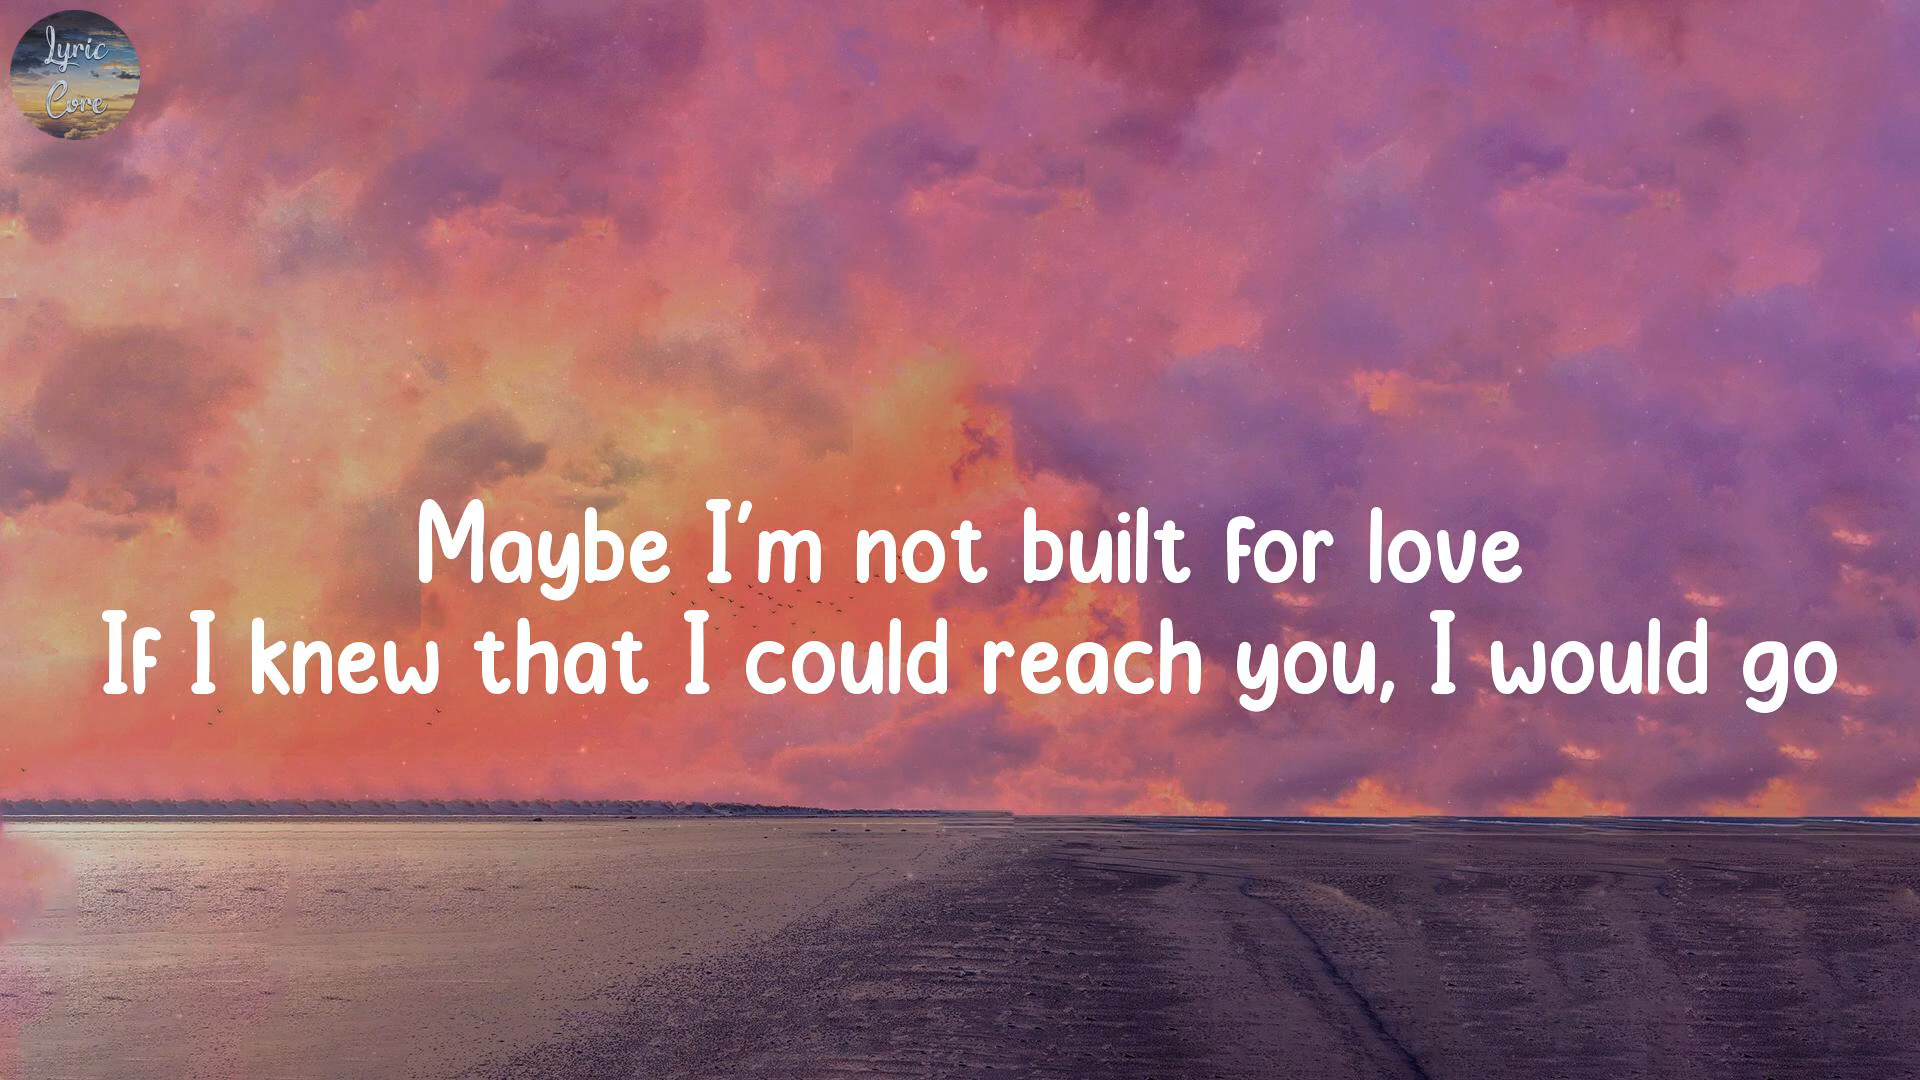 Lyric
Core
Maybe I'm not built for love
If I knew that I could reach you, I would go